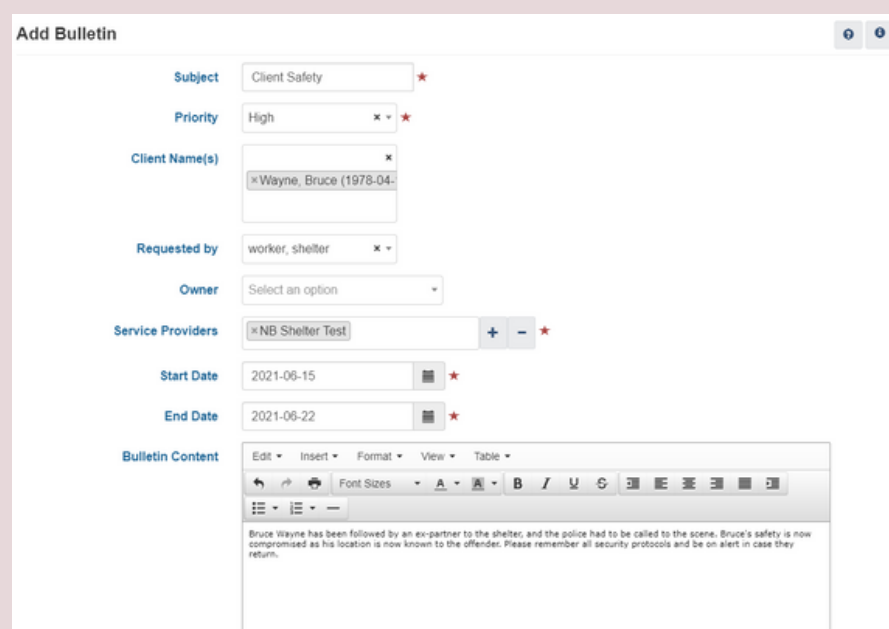 Add Bulletin
Subject Client Safety
Priority High
Client Name(s)
Wayne, Bruce (1978-04-
Requested by worker, shelter
Owner Select an option
Service Providers NB Shelter Test
Start Date 2021-06-15
End Date 2021-06-22
Bulletin Content Edit Insert Format View Table
Font Sizes A A B I U S
Bruce Wayne has been followed by an ex-partner to the shelter, and the police had to be called to the scene. Bruce's safety is now
compromised as his location is now known to the offender. Please remember all security protocols and be on alert in case they
return.